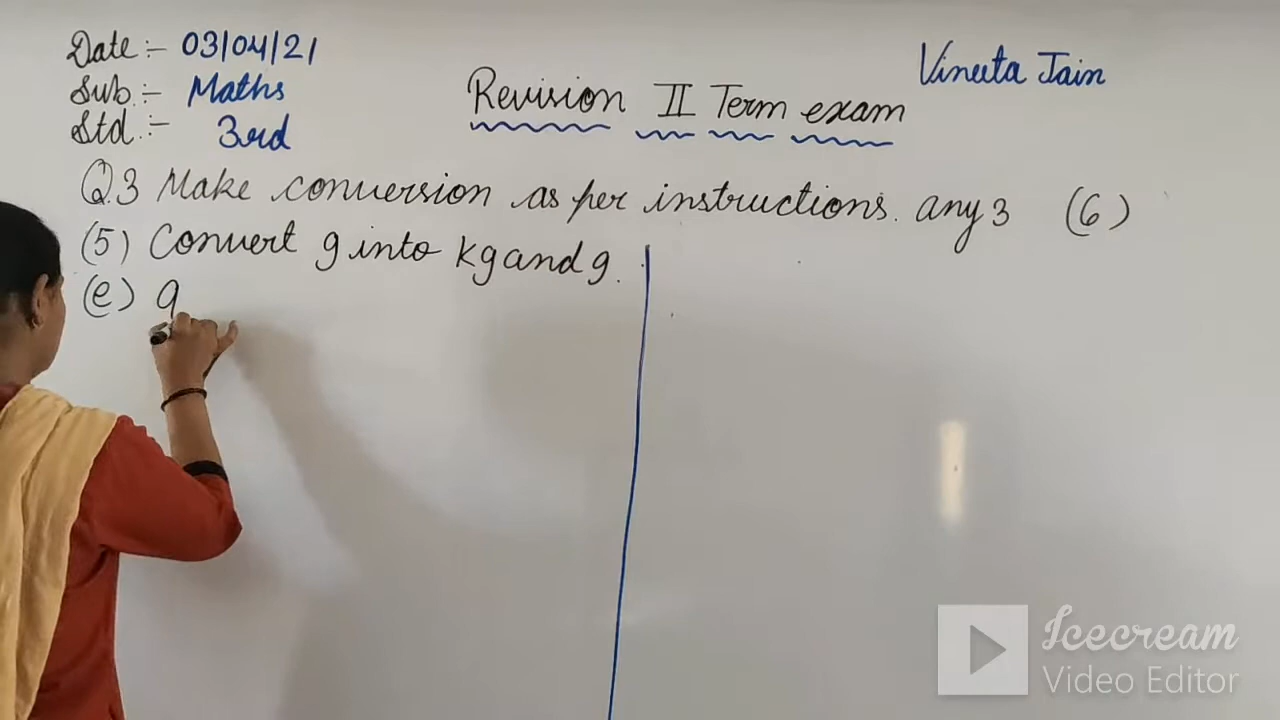 Date :- 03/04/21
Vineeta Jain
Sub :- Maths
Revision II Term exam
Std :- 3rd
Q.3 Make conversion as per instructions. any 3 (6)
(5) Convert g into kg and g.
(e) 9
Icecream
Video Editor